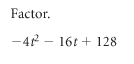 Factor.
−4t² − 16t + 128